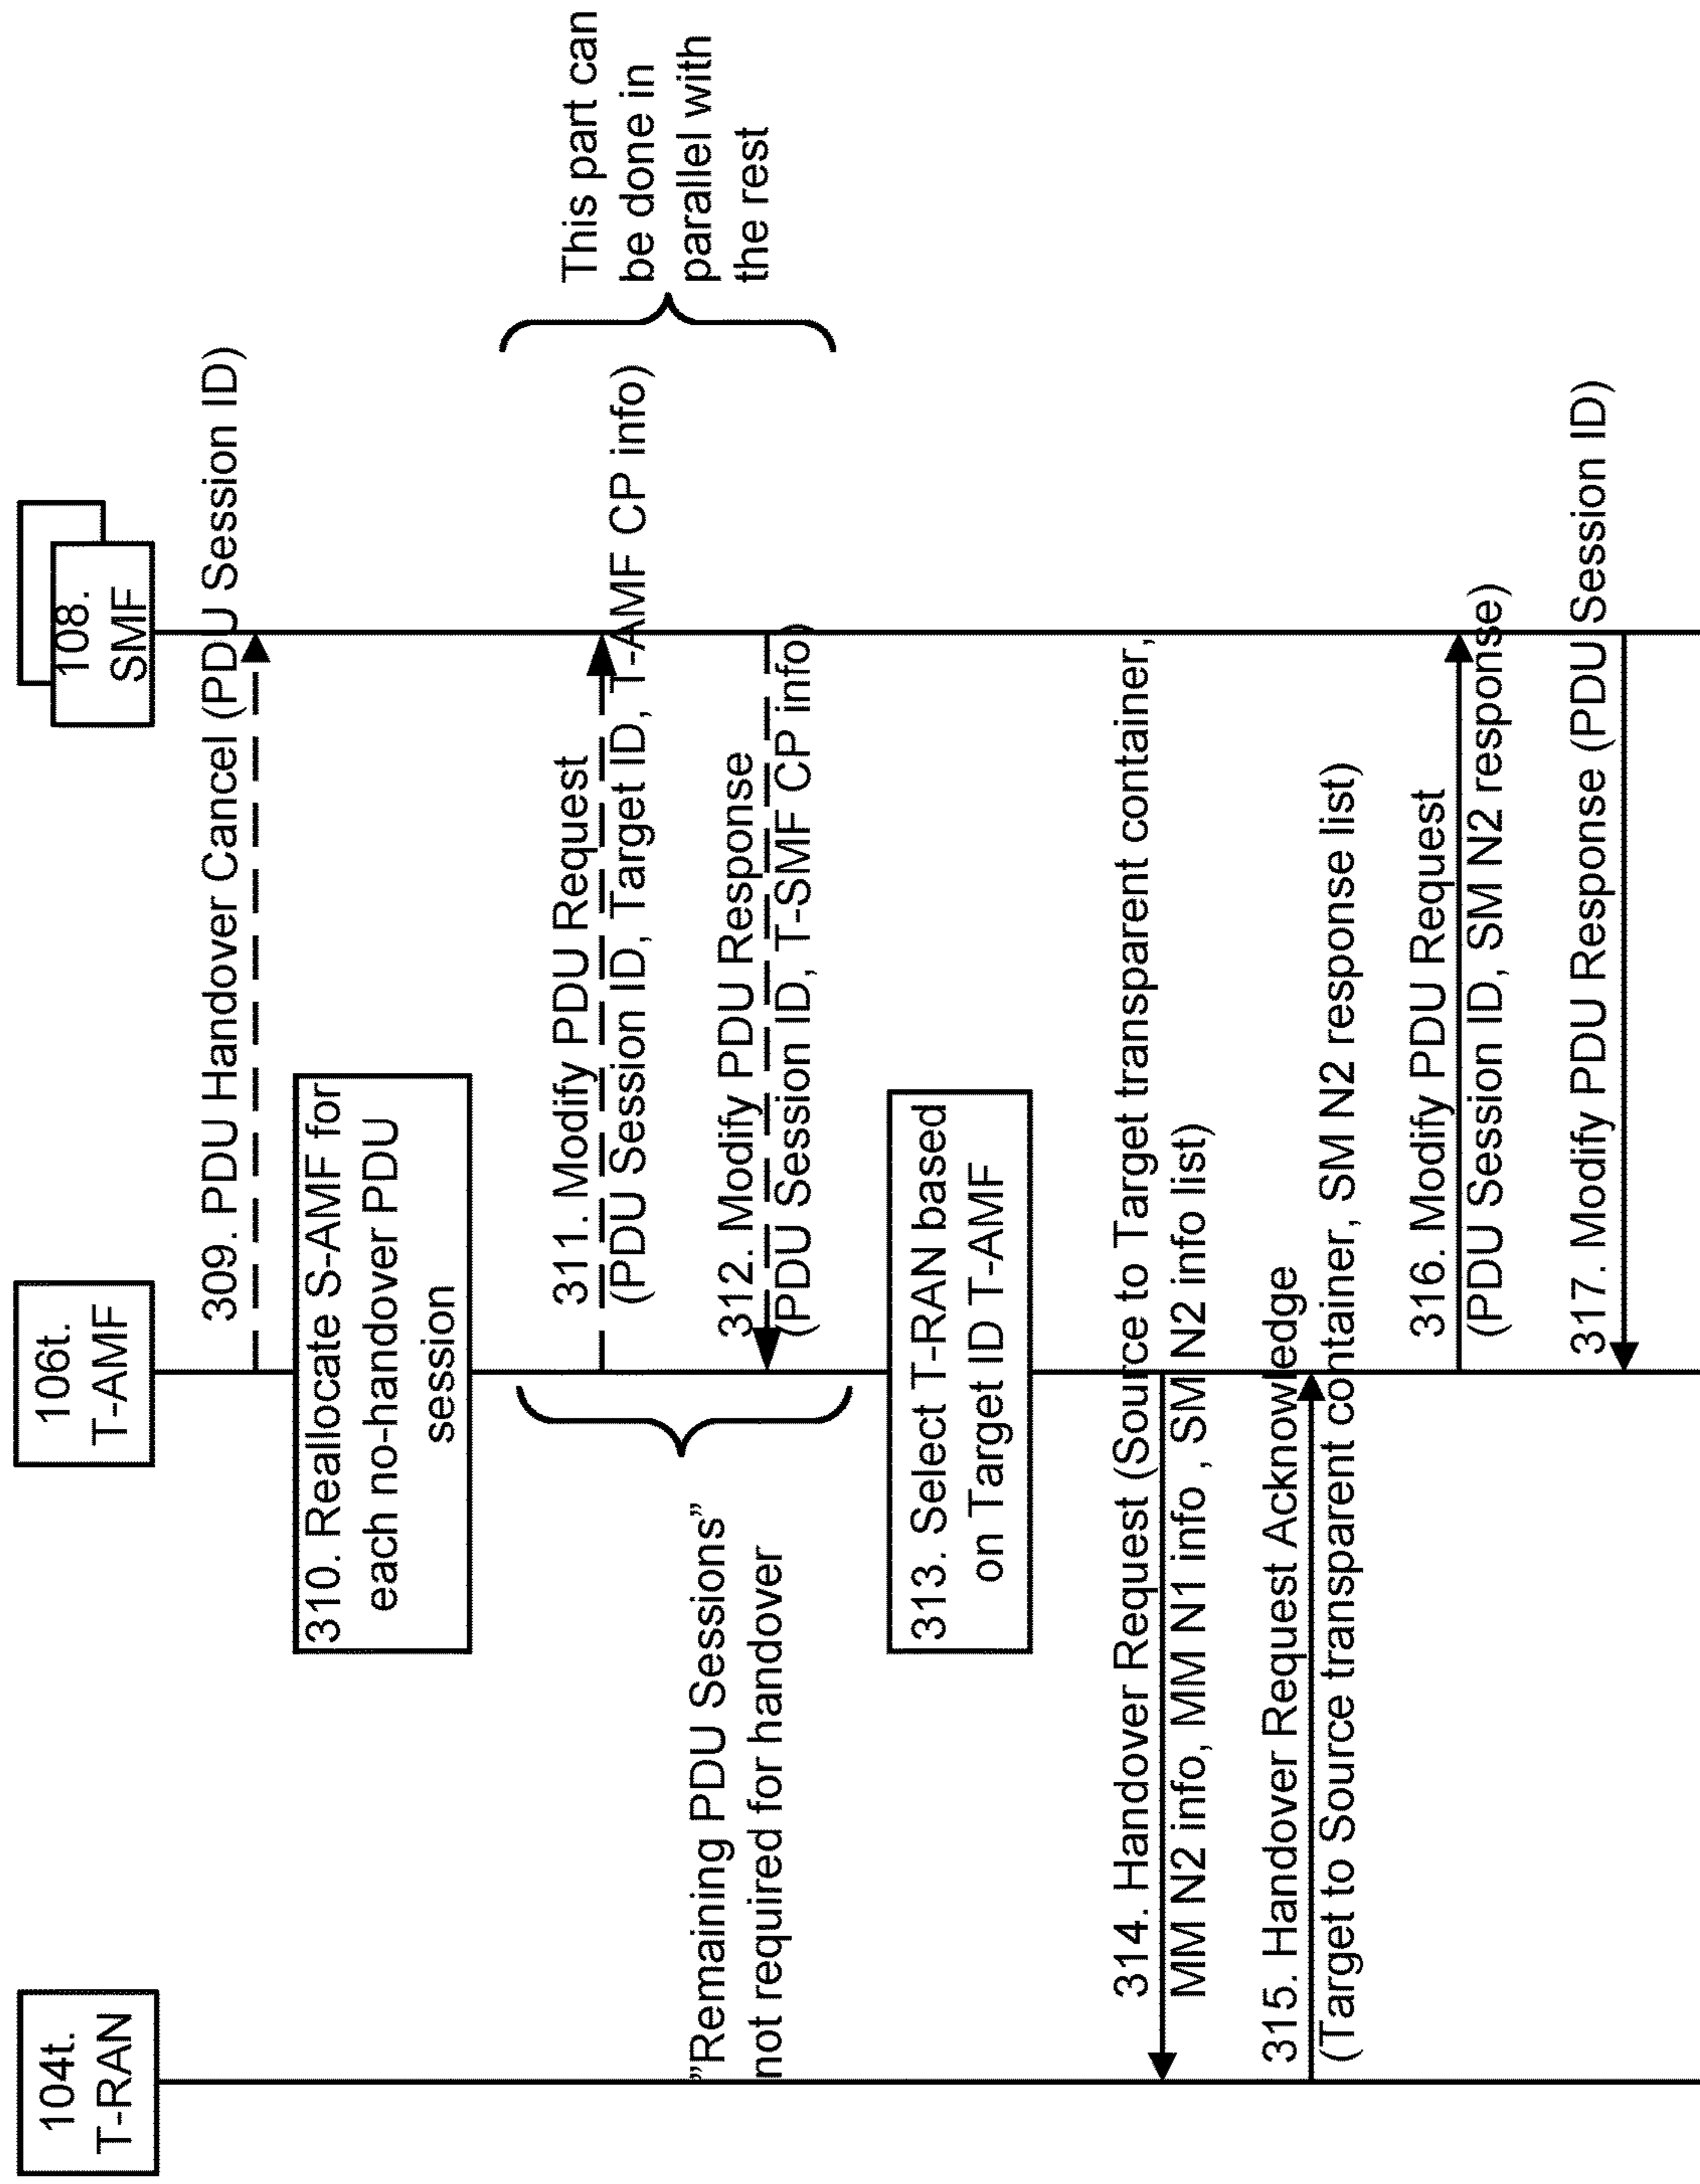 104t.
T-RAN
106t.
T-AMF
108.
SMF
309. PDU Handover Cancel (PDU Session ID)
310. Reallocate S-AMF for
each no-handover PDU
session
311. Modify PDU Request
(PDU Session ID, Target ID, T-AMF CP info)
312. Modify PDU Response
(PDU Session ID, T-SMF CP info)
This part can
be done in
parallel with
the rest
”Remaining PDU Sessions”
not required for handover
313. Select T-RAN based
on Target ID T-AMF
314. Handover Request (Source to Target transparent container,
MM N2 info, MM N1 info , SM N2 info list)
315. Handover Request Acknowledge
(Target to Source transparent container, SM N2 response list)
316. Modify PDU Request
(PDU Session ID, SM N2 response)
317. Modify PDU Response (PDU Session ID)